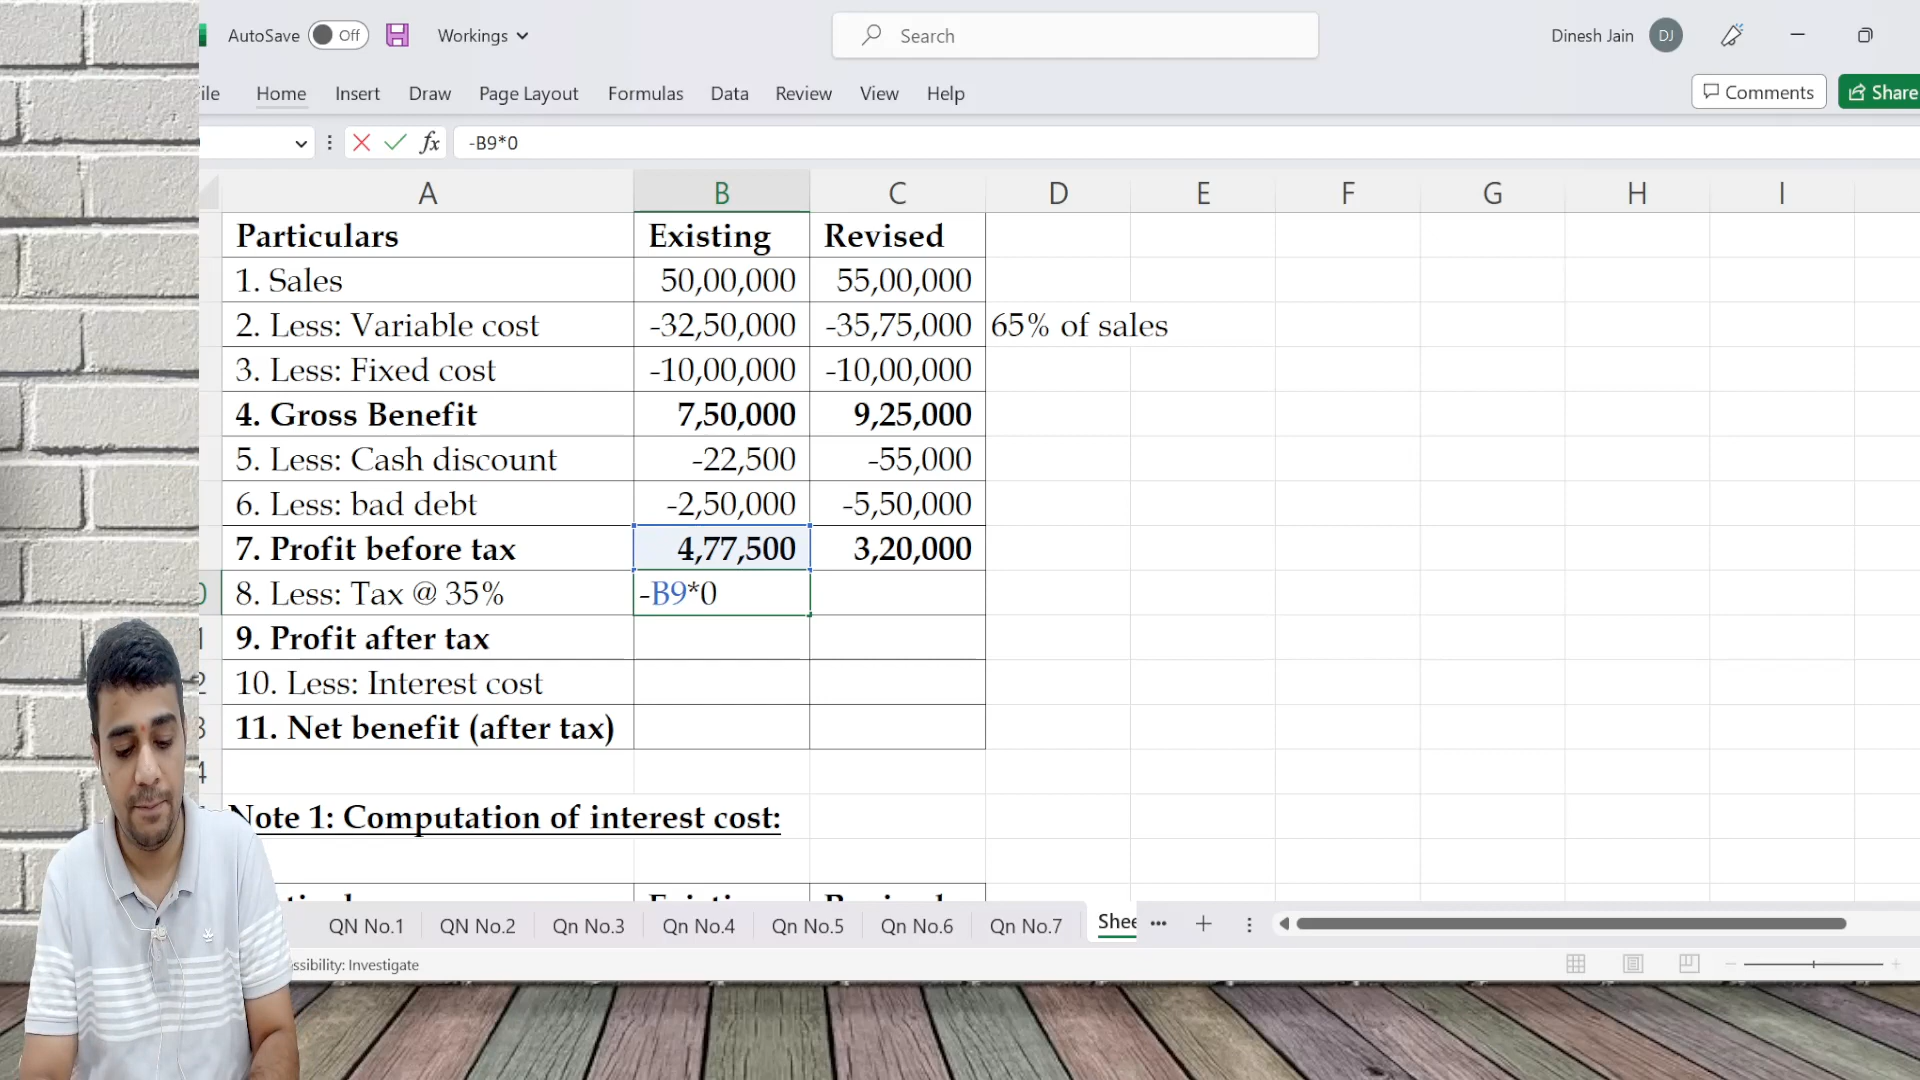 AutoSave Off Workings Search Dinesh Jain DJ
Home Insert Draw Page Layout Formulas Data Review View Help Comments Share
fx -B9*0
A B C D E F G H I
Particulars Existing Revised
1. Sales 50,00,000 55,00,000
2. Less: Variable cost -32,50,000 -35,75,000 65% of sales
3. Less: Fixed cost -10,00,000 -10,00,000
4. Gross Benefit 7,50,000 9,25,000
5. Less: Cash discount -22,500 -55,000
6. Less: bad debt -2,50,000 -5,50,000
7. Profit before tax 4,77,500 3,20,000
8. Less: Tax @ 35% -B9*0
9. Profit after tax
10. Less: Interest cost
11. Net benefit (after tax)
Note 1: Computation of interest cost:
QN No.1 QN No.2 Qn No.3 Qn No.4 Qn No.5 Qn No.6 Qn No.7 Shee
ssibility: Investigate